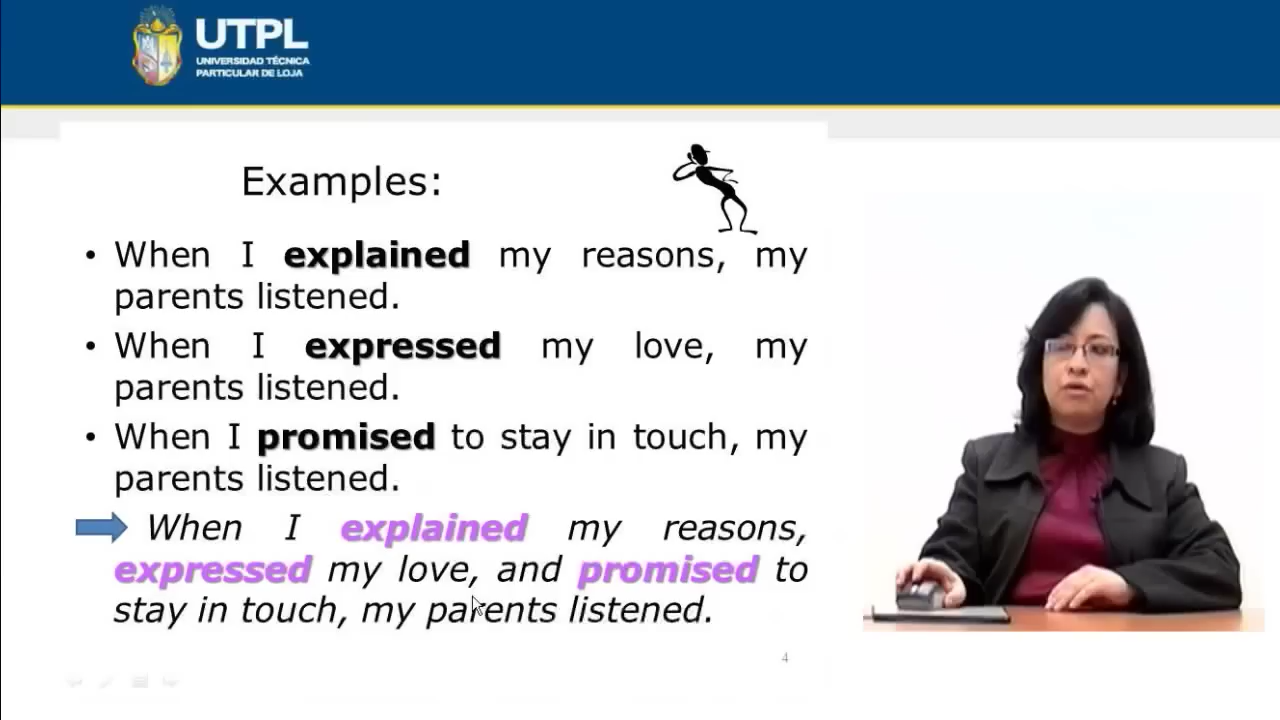 UTPL
UNIVERSIDAD TÉCNICA
PARTICULAR DE LOJA
Examples:
• When I explained my reasons, my
parents listened.
• When I expressed my love, my
parents listened.
• When I promised to stay in touch, my
parents listened.
When I explained my reasons,
expressed my love, and promised to
stay in touch, my parents listened.
4